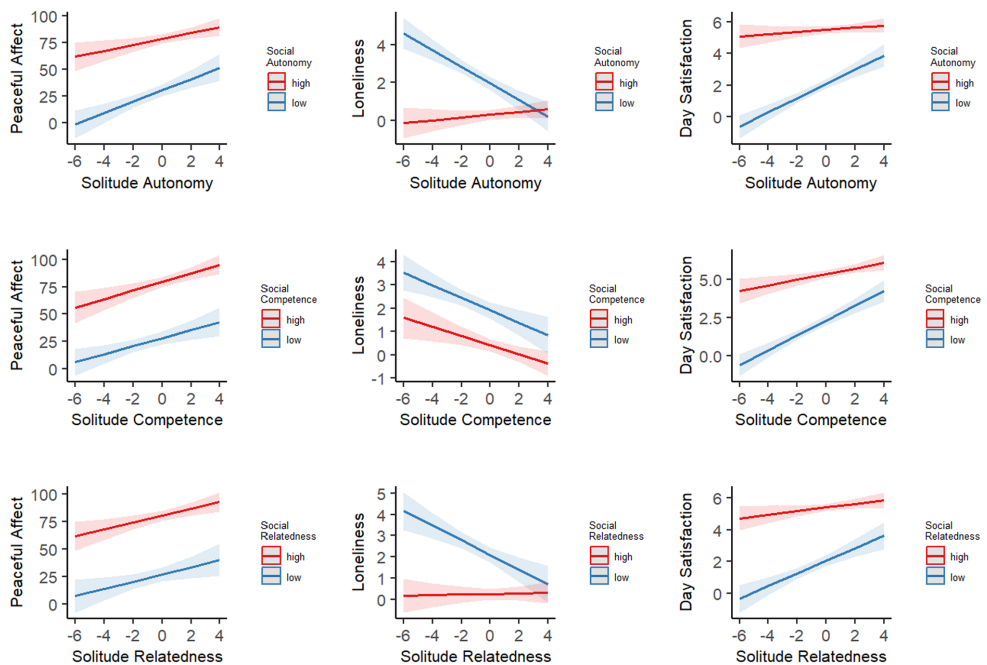 Peaceful Affect
100
75
50
25
0
-6 -4 -2 0 2 4
Solitude Autonomy
Social
Autonomy
high
low
Loneliness
4
2
0
-6 -4 -2 0 2 4
Solitude Autonomy
Social
Autonomy
high
low
Day Satisfaction
6
4
2
0
-6 -4 -2 0 2 4
Solitude Autonomy
Social
Autonomy
high
low
Peaceful Affect
100
75
50
25
0
-6 -4 -2 0 2 4
Solitude Competence
Social
Competence
high
low
Loneliness
4
3
2
1
0
-1
-6 -4 -2 0 2 4
Solitude Competence
Social
Competence
high
low
Day Satisfaction
5.0
2.5
0.0
-6 -4 -2 0 2 4
Solitude Competence
Social
Competence
high
low
Peaceful Affect
100
75
50
25
0
-6 -4 -2 0 2 4
Solitude Relatedness
Social
Relatedness
high
low
Loneliness
5
4
3
2
1
0
-6 -4 -2 0 2 4
Solitude Relatedness
Social
Relatedness
high
low
Day Satisfaction
6
4
2
0
-6 -4 -2 0 2 4
Solitude Relatedness
Social
Relatedness
high
low